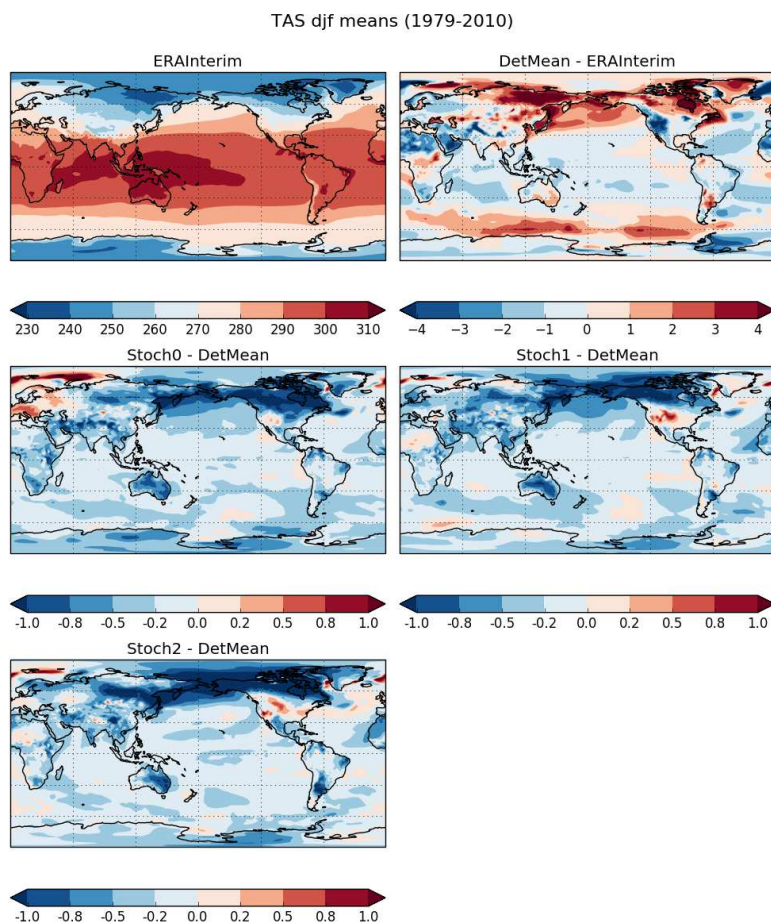 TAS djf means (1979-2010)
ERAInterim
DetMean - ERAInterim
230 240 250 260 270 280 290 300 310
−4 −3 −2 −1 0 1 2 3 4
Stoch0 - DetMean
Stoch1 - DetMean
-1.0 -0.8 -0.5 -0.2 0.0 0.2 0.5 0.8 1.0
-1.0 -0.8 -0.5 -0.2 0.0 0.2 0.5 0.8 1.0
Stoch2 - DetMean
-1.0 -0.8 -0.5 -0.2 0.0 0.2 0.5 0.8 1.0